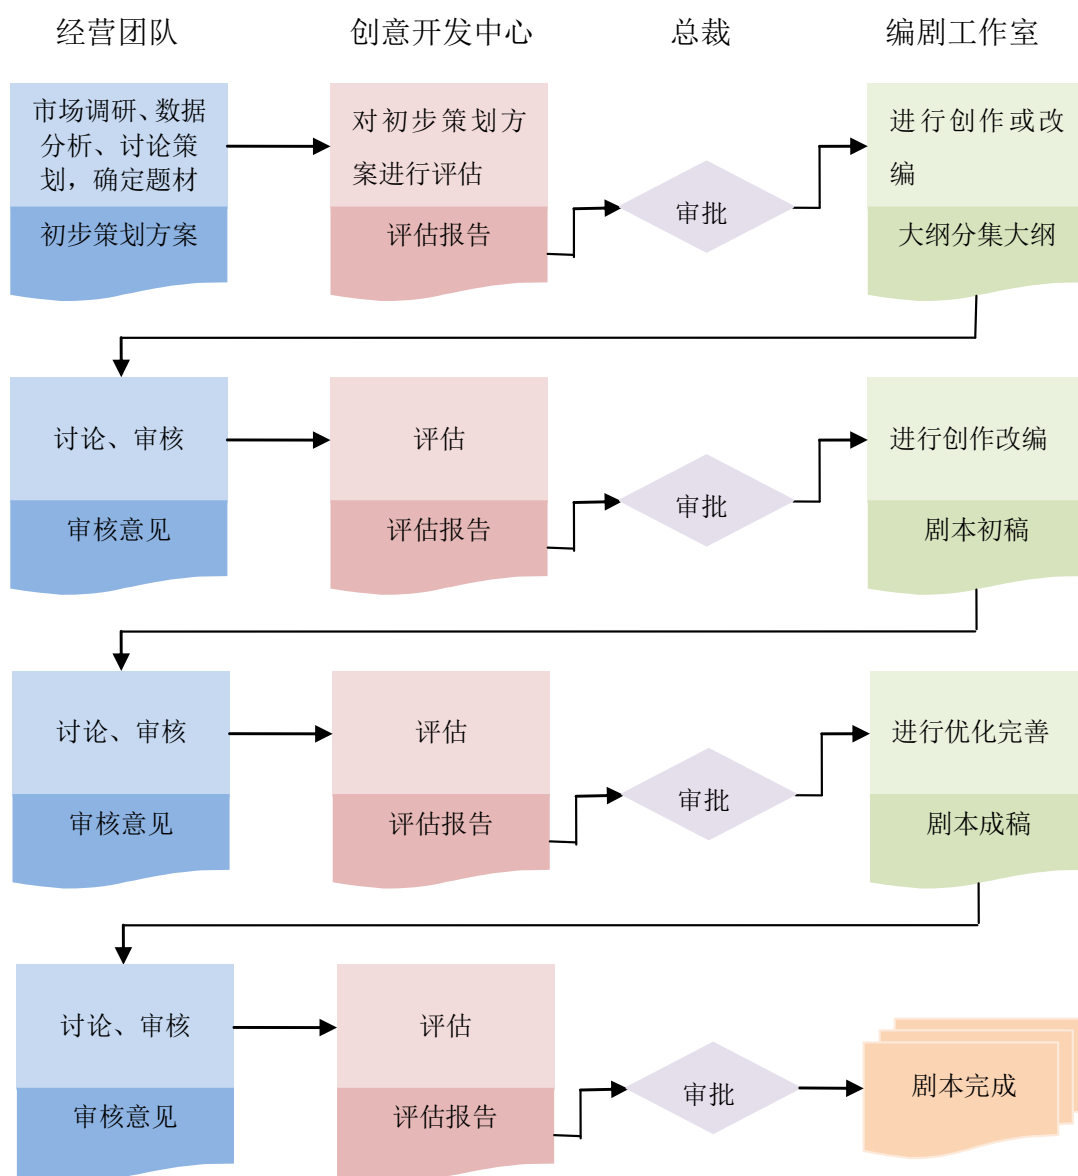 经营团队
创意开发中心
总裁
编剧工作室
市场调研、数据
分析、讨论策
划，确定题材
初步策划方案
对初步策划方
案进行评估
评估报告
审批
进行创作或改
编
大纲分集大纲
讨论、审核
审核意见
评估
评估报告
审批
进行创作改编
剧本初稿
讨论、审核
审核意见
评估
评估报告
审批
进行优化完善
剧本成稿
讨论、审核
审核意见
评估
评估报告
审批
剧本完成